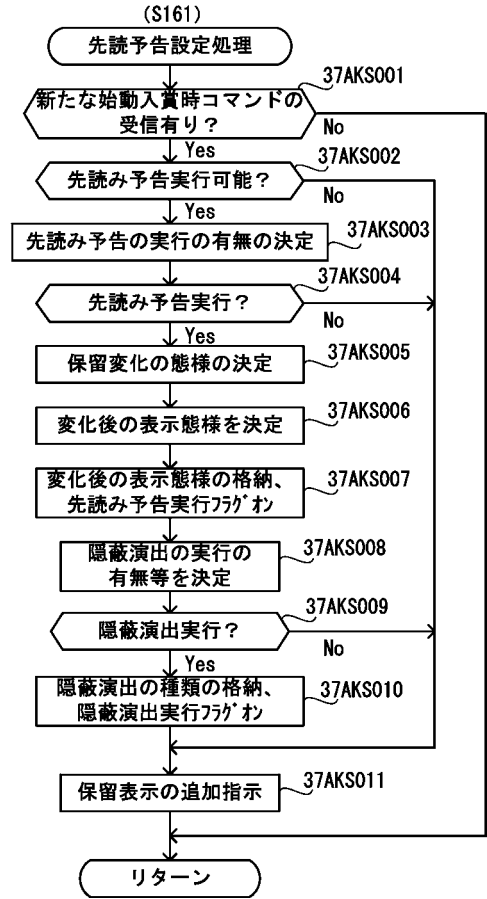 (S161)
先読予告設定処理
37AKS001
新たな始動入賞時コマンドの
受信有り?
No
Yes
37AKS002
先読み予告実行可能?
No
Yes
先読み予告の実行の有無の決定
37AKS003
37AKS004
先読み予告実行?
No
Yes
37AKS005
保留変化の態様の決定
37AKS006
変化後の表示態様を決定
37AKS007
変化後の表示態様の格納、
先読み予告実行フラグオン
37AKS008
隠蔽演出の実行の
有無等を決定
37AKS009
隠蔽演出実行?
No
Yes
37AKS010
隠蔽演出の種類の格納、
隠蔽演出実行フラグオン
37AKS011
保留表示の追加指示
リターン